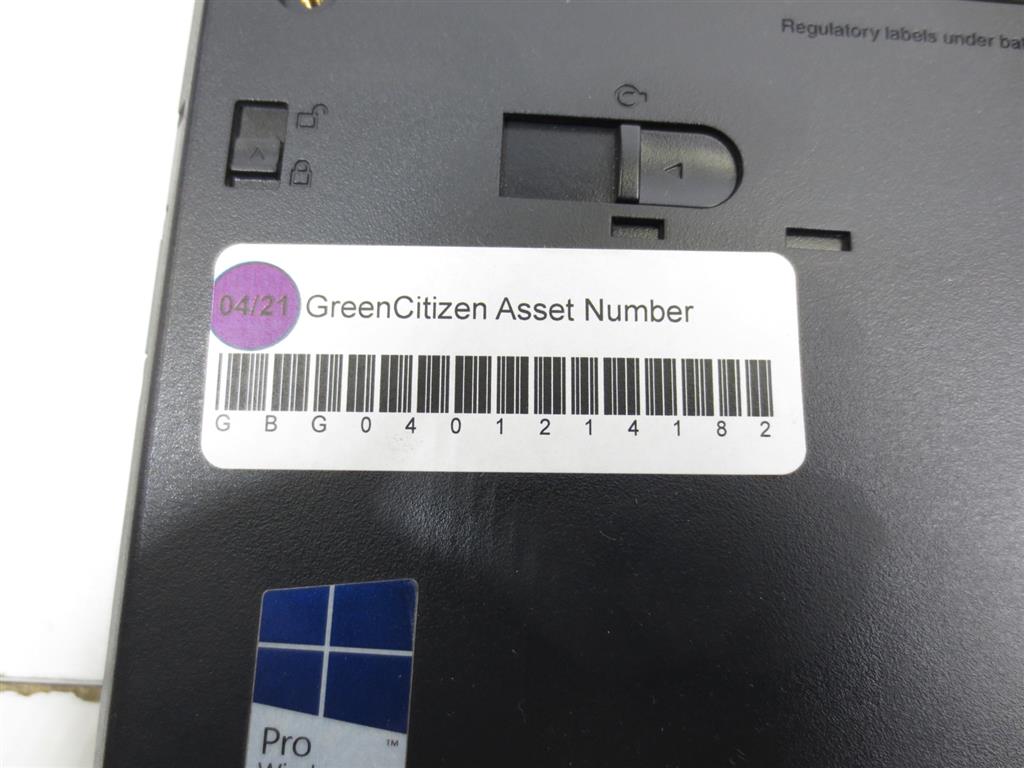 Regulatory labels under
04/21 GreenCitizen Asset Number
G B G 0 4 0 1 2 1 4 1 8 2
Pro